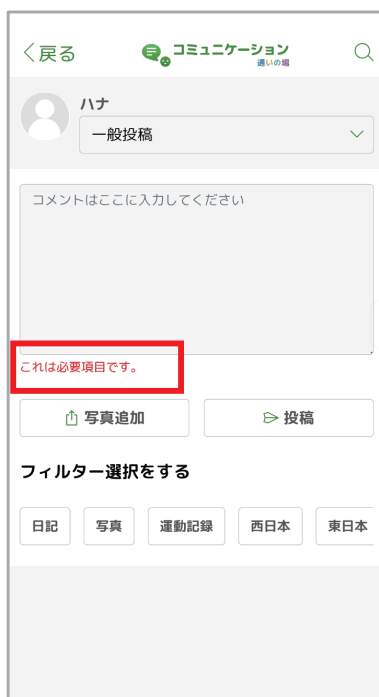 戻る
コミュニケーション
通いの場
ハナ
一般投稿
コメントはここに入力してください
これは必要項目です。
写真追加
投稿
フィルター選択をする
日記
写真
運動記録
西日本
東日本